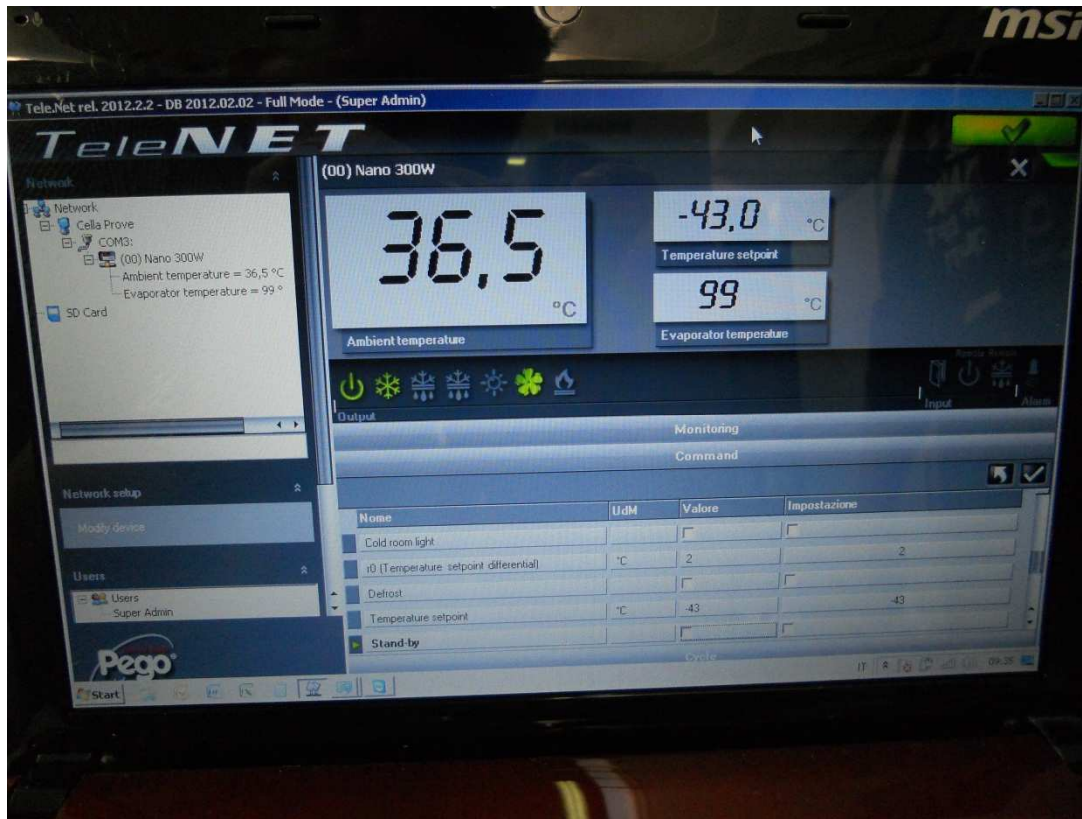 msi
Tele.Net rel. 2012.2.2 - DB 2012.02.02 - Full Mode - (Super Admin)
TeleNET
Network
Network
Cella Prove
COM3:
(00) Nano 300W
Ambient temperature = 36,5 °C
Evaporator temperature = 99 °
SD Card
(00) Nano 300W
36,5
°C
Ambient temperature
-43,0
°C
Temperature setpoint
99
°C
Evaporator temperature
Output
Input
Alarm
Monitoring
Command
Network setup
Modify device
Users
Users
Super Admin
Pego
Nome UdM Valore Impostazione
Cold room light
r0 (Temperature setpoint differential) °C 2 2
Defrost
Temperature setpoint °C -43 -43
Stand-by
Cycle
Start
IT
09:35